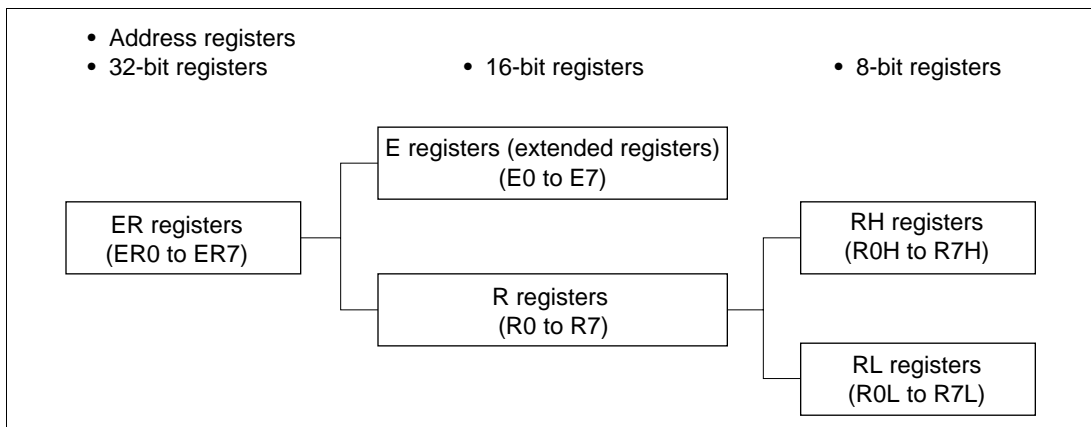 • Address registers
• 32-bit registers
• 16-bit registers
• 8-bit registers
E registers (extended registers)
(E0 to E7)
ER registers
(ER0 to ER7)
RH registers
(R0H to R7H)
R registers
(R0 to R7)
RL registers
(R0L to R7L)